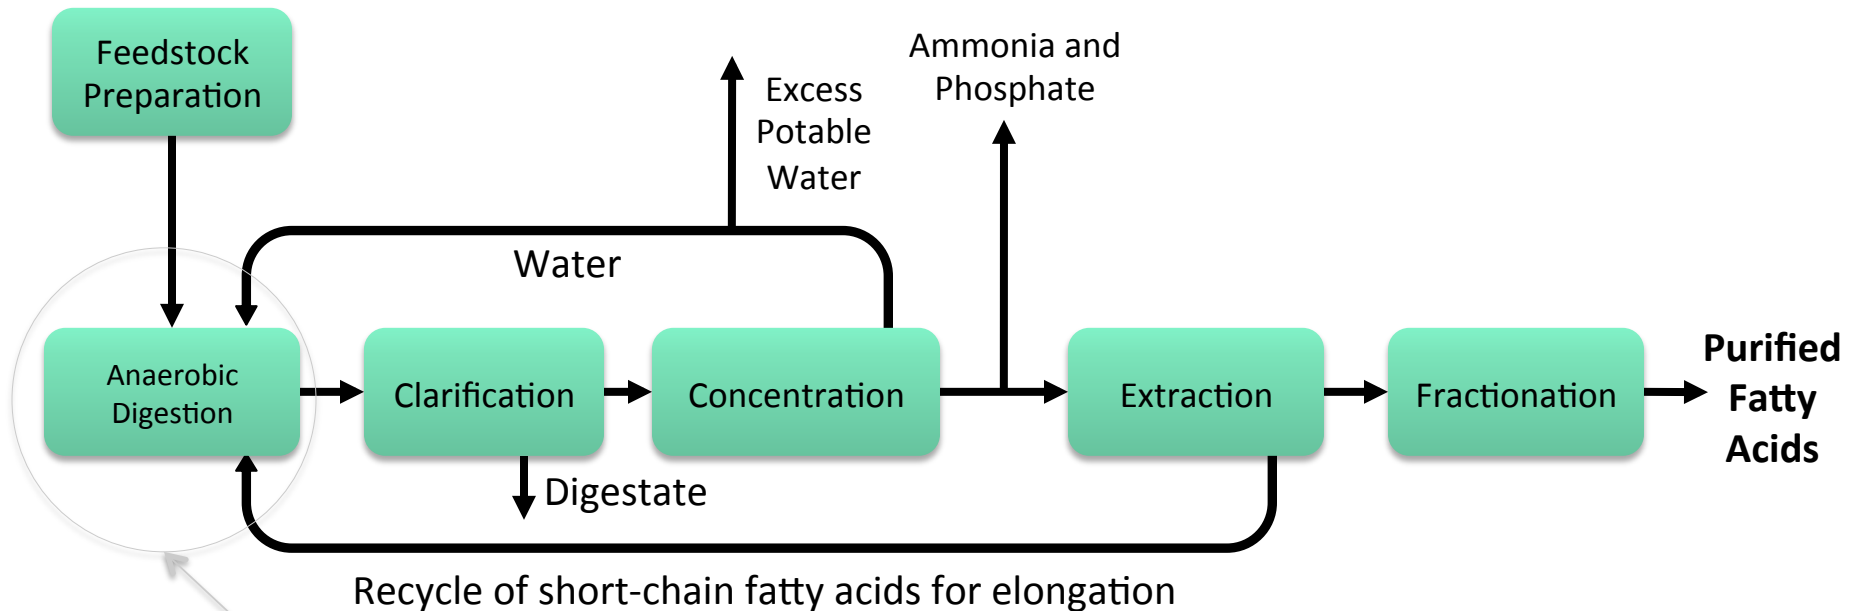 Feedstock
Preparation
Excess
Potable
Water
Ammonia and
Phosphate
Water
Anaerobic
Digestion
Clarification
Concentration
Extraction
Fractionation
Purified
Fatty
Acids
Digestate
Recycle of short-chain fatty acids for elongation